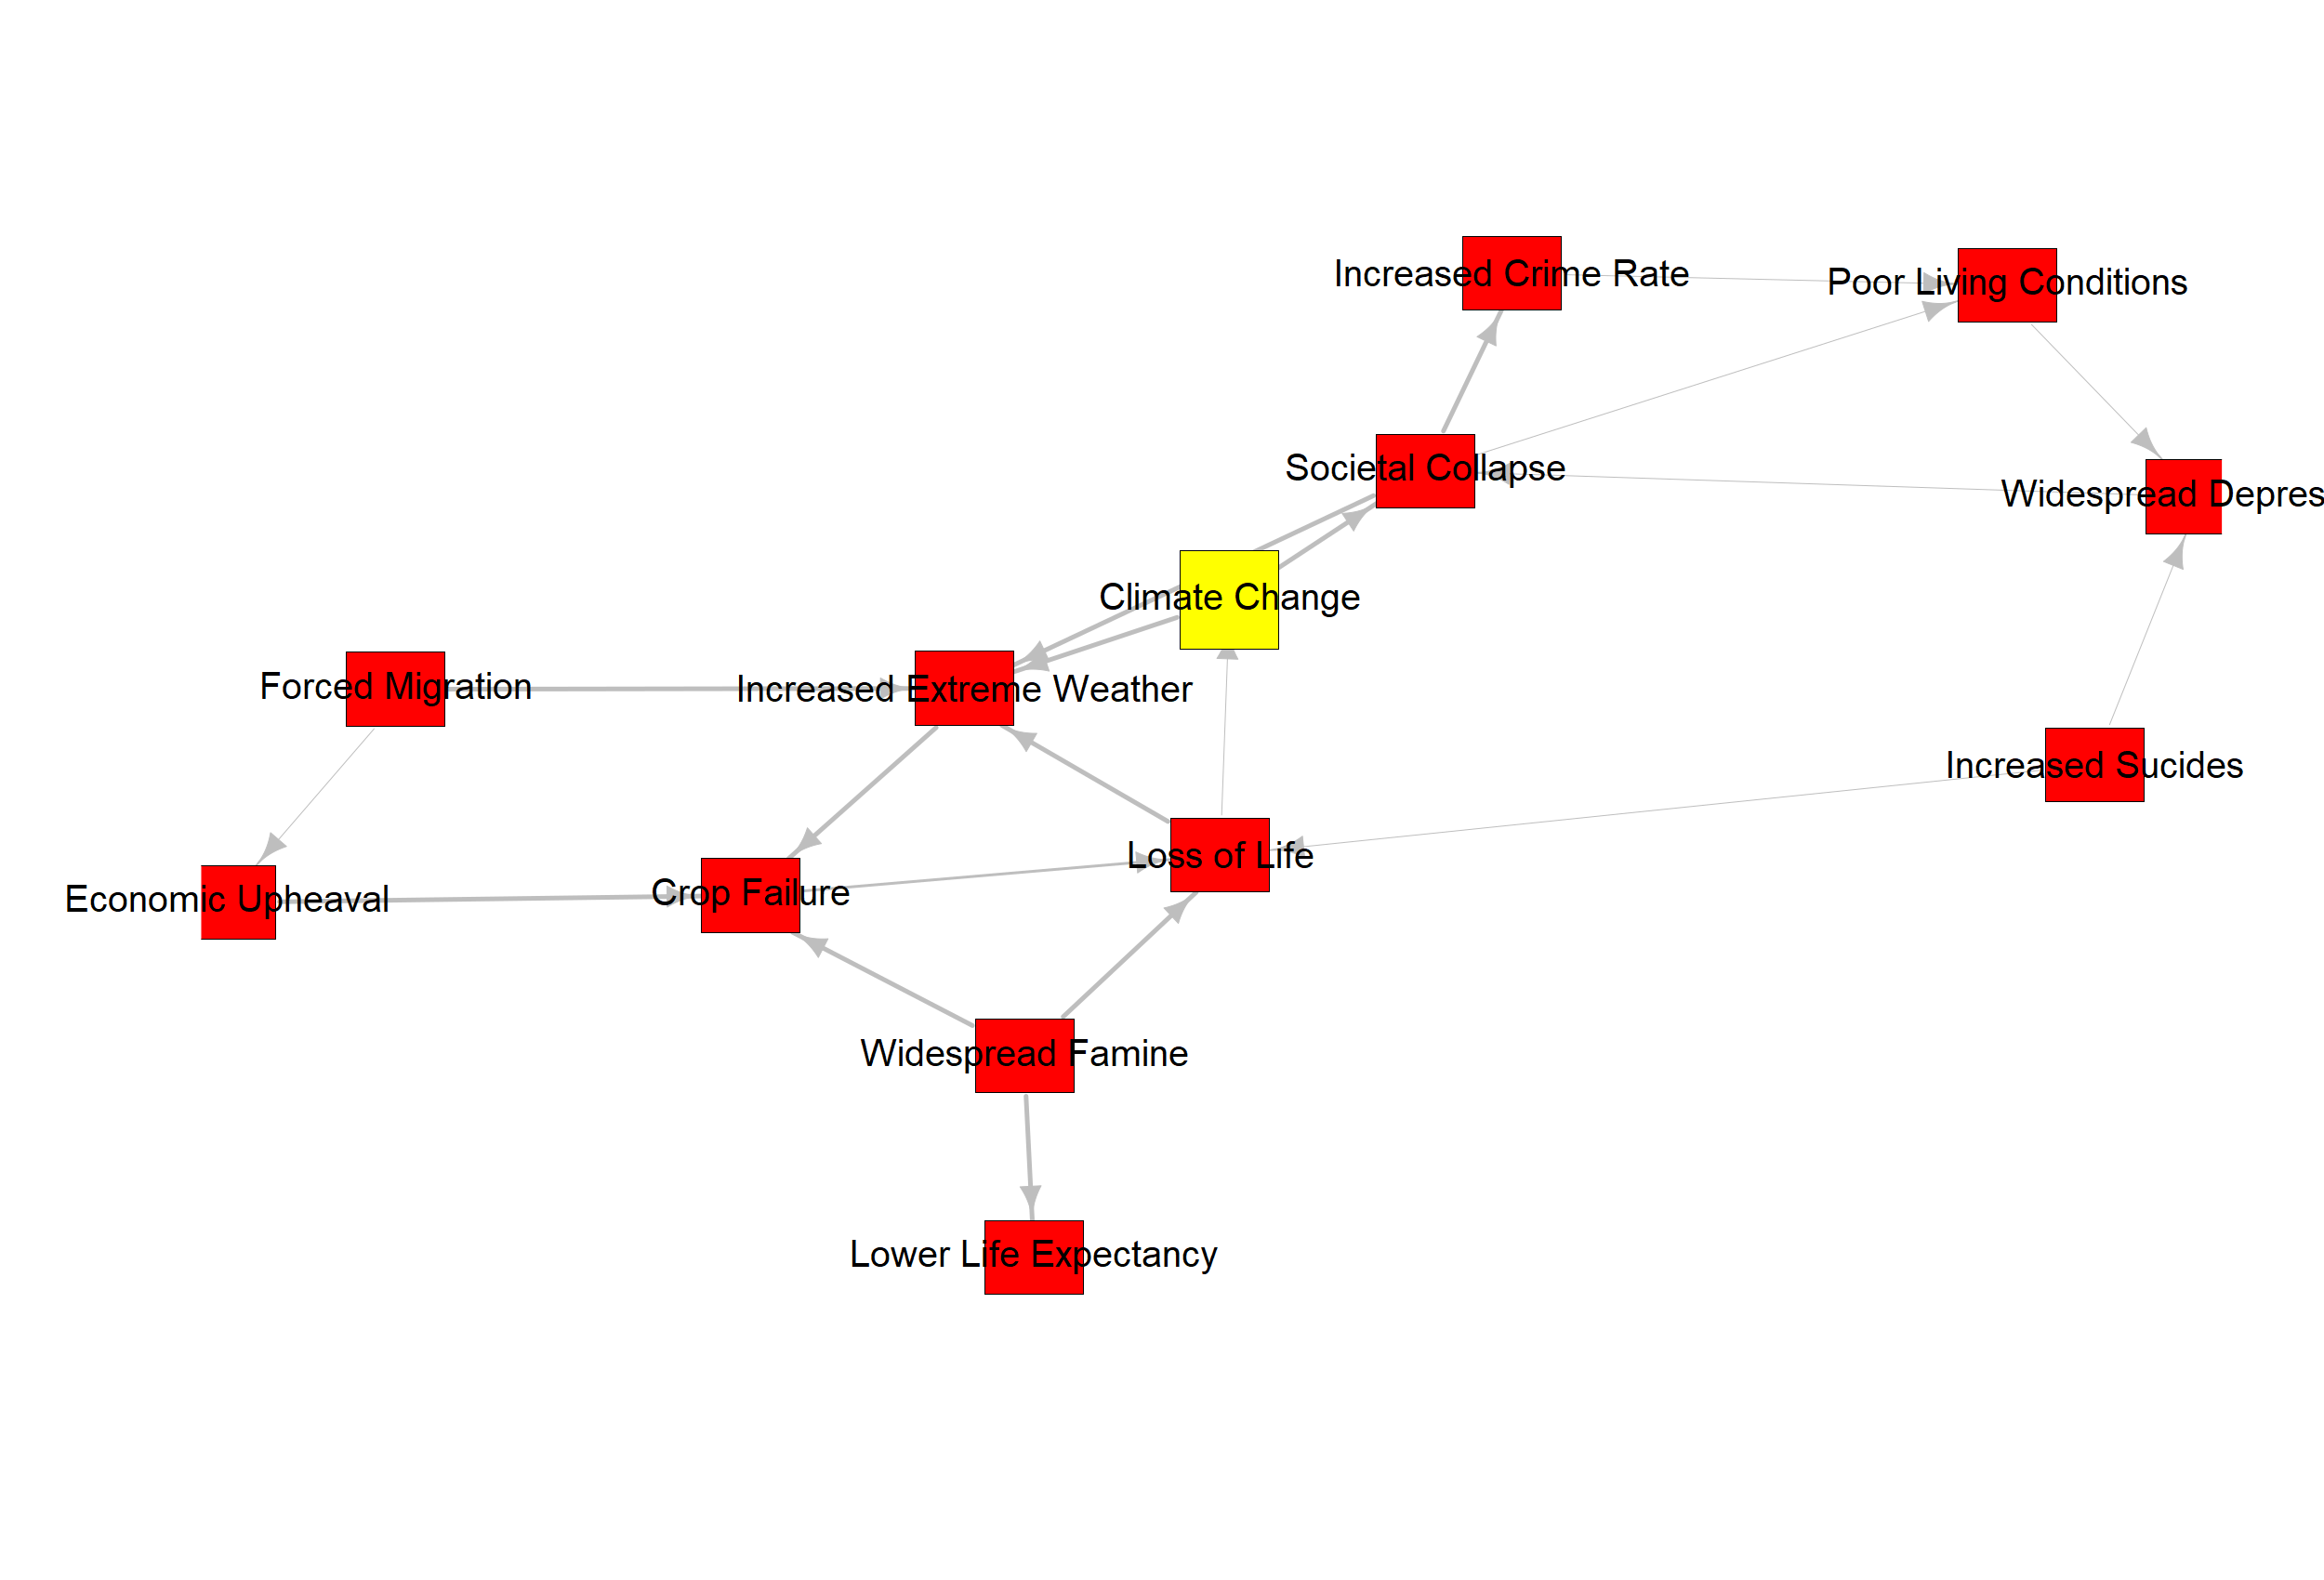 Increased Crime Rate
Poor Living Conditions
Societal Collapse
Widespread Depres
Climate Change
Forced Migration
Increased Extreme Weather
Increased Sucides
Loss of Life
Crop Failure
Economic Upheaval
Widespread Famine
Lower Life Expectancy